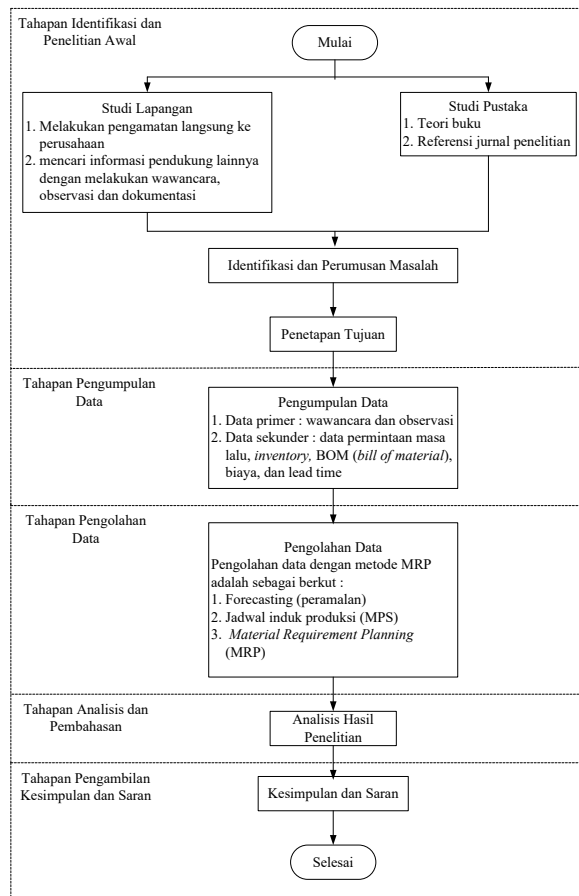 Tahapan Identifikasi dan
Penelitian Awal
Mulai
Studi Lapangan
1. Melakukan pengamatan langsung ke
perusahaan
2. mencari informasi pendukung lainnya
dengan melakukan wawancara,
observasi dan dokumentasi
Studi Pustaka
1. Teori buku
2. Referensi jurnal penelitian
Identifikasi dan Perumusan Masalah
Penetapan Tujuan
Tahapan Pengumpulan
Data
Pengumpulan Data
1. Data primer : wawancara dan observasi
2. Data sekunder : data permintaan masa
lalu, inventory, BOM (bill of material),
biaya, dan lead time
Tahapan Pengolahan
Data
Pengolahan Data
Pengolahan data dengan metode MRP
adalah sebagai berkut :
1. Forecasting (peramalan)
2. Jadwal induk produksi (MPS)
3. Material Requirement Planning
(MRP)
Tahapan Analisis dan
Pembahasan
Analisis Hasil
Penelitian
Tahapan Pengambilan
Kesimpulan dan Saran
Kesimpulan dan Saran
Selesai